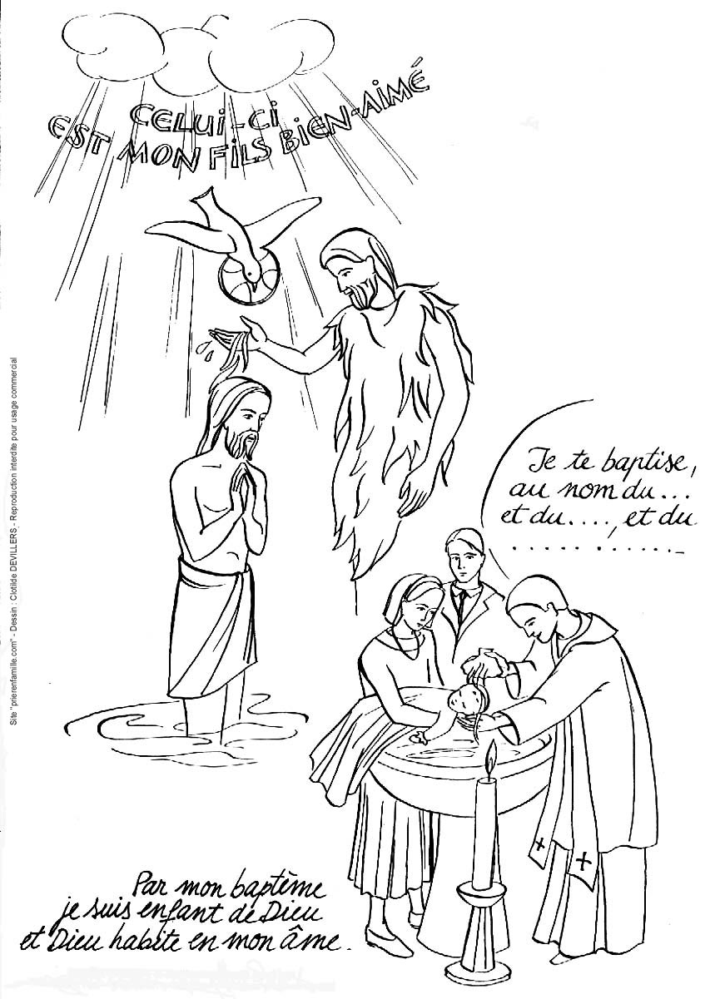 CELUI-CI
EST MON FILS BIEN-AIMÉ
Je te baptise,
au nom du...
et du....,et du
..... ......
Par mon baptême
je suis enfant de Dieu
et Dieu habite en mon âme.
Site "prierenfamille.com" - Dessin : Clotilde DEVILLERS - Reproduction interdite pour usage commercial